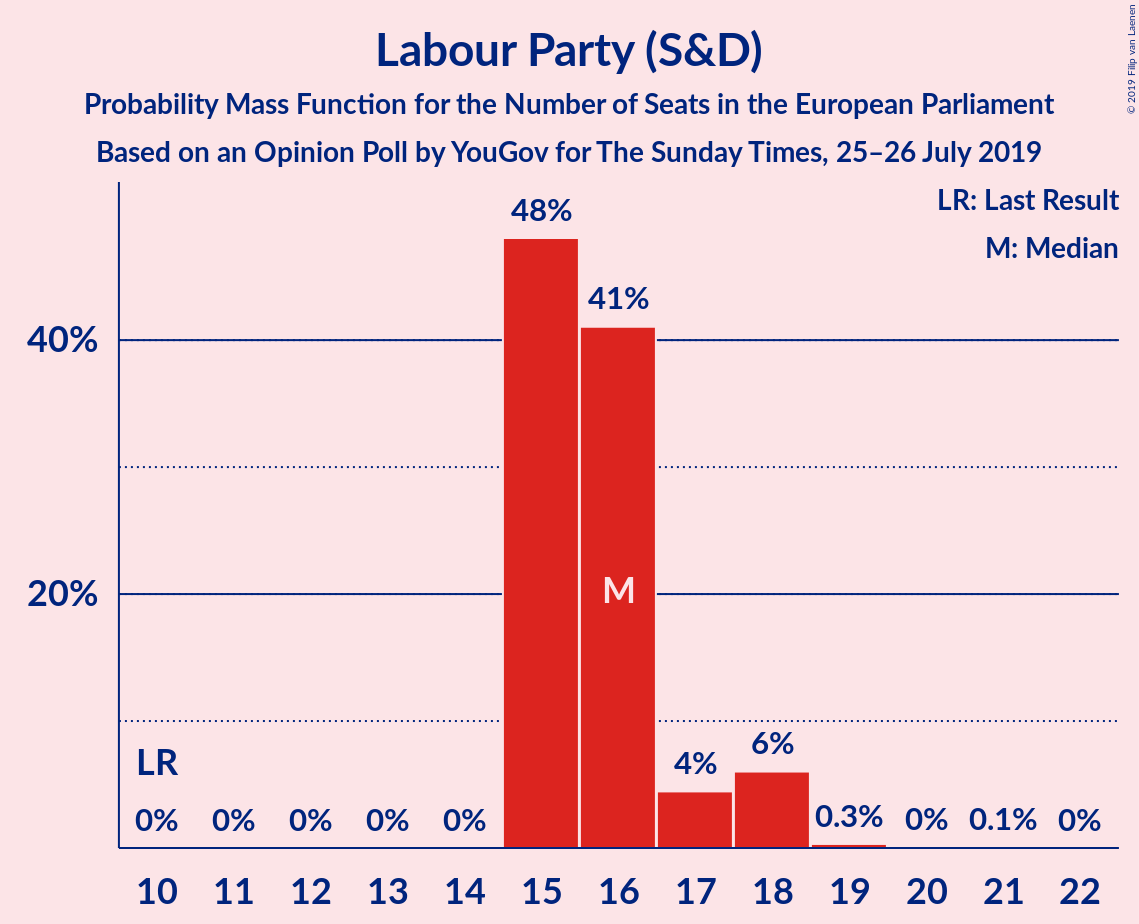 Labour Party (S&D)
Probability Mass Function for the Number of Seats in the European Parliament
Based on an Opinion Poll by YouGov for The Sunday Times, 25–26 July 2019
© 2019 Filip van Laenen
LR: Last Result
M: Median
48%
41%
40%
20%
M
LR
6%
4%
0% 0% 0% 0% 0% 0.3% 0% 0.1% 0%
10 11 12 13 14 15 16 17 18 19 20 21 22